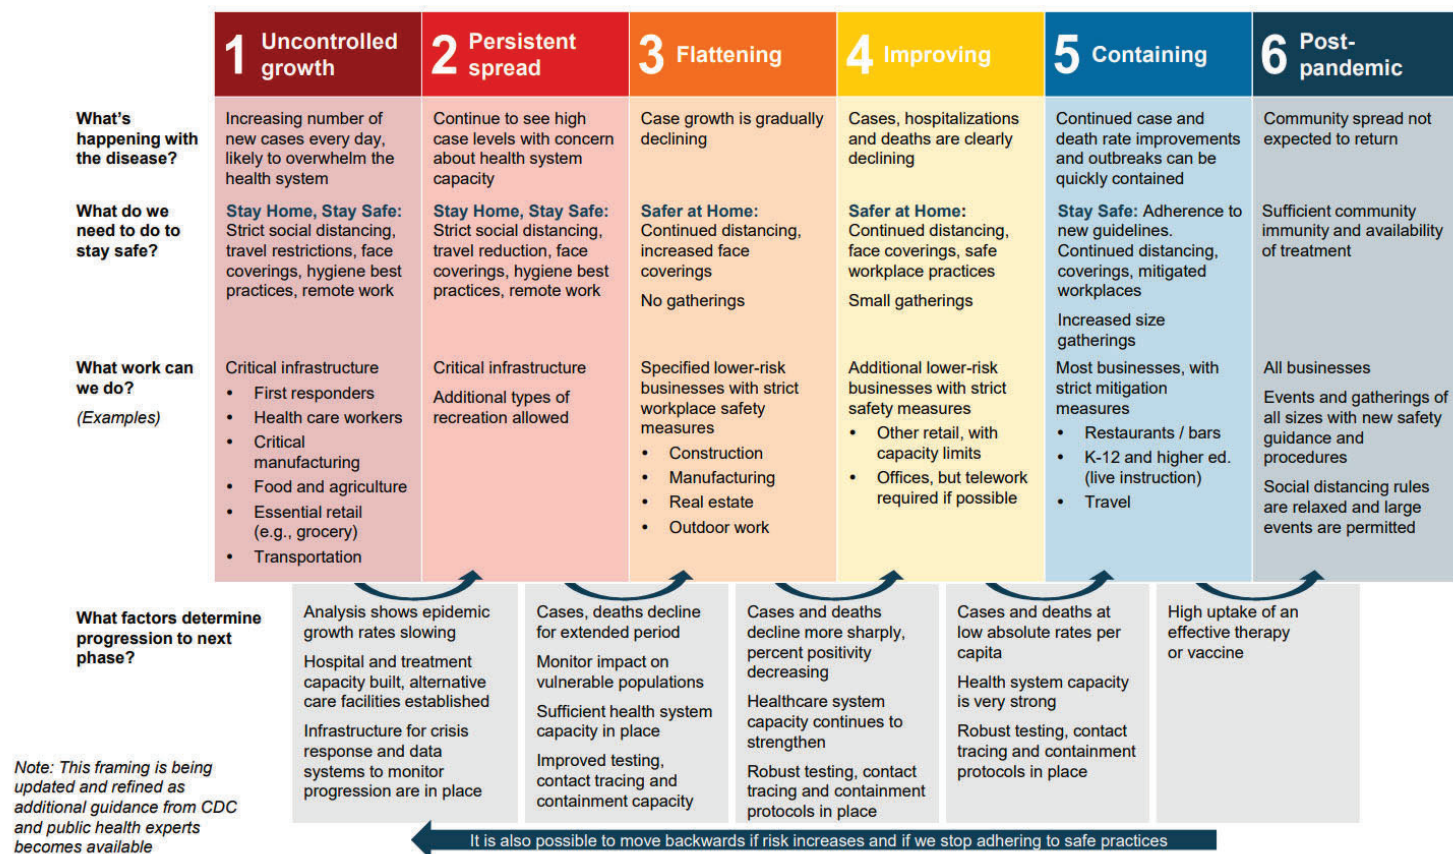 1 Uncontrolled
growth
2 Persistent
spread
3 Flattening
4 Improving
5 Containing
6 Post-
pandemic
What's
happening with
the disease?
Increasing number of
new cases every day,
likely to overwhelm the
health system
Continue to see high
case levels with concern
about health system
capacity
Case growth is gradually
declining
Cases, hospitalizations
and deaths are clearly
declining
Continued case and
death rate improvements
and outbreaks can be
quickly contained
Community spread not
expected to return
What do we
need to do to
stay safe?
Stay Home, Stay Safe:
Strict social distancing,
travel restrictions, face
coverings, hygiene best
practices, remote work
Stay Home, Stay Safe:
Strict social distancing,
travel reduction, face
coverings, hygiene best
practices, remote work
Safer at Home:
Continued distancing,
increased face
coverings
No gatherings
Safer at Home:
Continued distancing,
face coverings, safe
workplace practices
Small gatherings
Stay Safe: Adherence to
new guidelines.
Continued distancing,
coverings, mitigated
workplaces
Increased size
gatherings
Sufficient community
immunity and availability
of treatment
What work can
we do?
(Examples)
Critical infrastructure
• First responders
• Health care workers
• Critical
manufacturing
• Food and agriculture
• Essential retail
(e.g., grocery)
• Transportation
Critical infrastructure
Additional types of
recreation allowed
Specified lower-risk
businesses with strict
workplace safety
measures
• Construction
• Manufacturing
• Real estate
• Outdoor work
Additional lower-risk
businesses with strict
safety measures
• Other retail, with
capacity limits
• Offices, but telework
required if possible
Most businesses, with
strict mitigation
measures
• Restaurants / bars
• K-12 and higher ed.
(live instruction)
• Travel
All businesses
Events and gatherings of
all sizes with new safety
guidance and
procedures
Social distancing rules
are relaxed and large
events are permitted
What factors determine
progression to next
phase?
Analysis shows epidemic
growth rates slowing
Hospital and treatment
capacity built, alternative
care facilities established
Infrastructure for crisis
response and data
systems to monitor
progression are in place
Cases, deaths decline
for extended period
Monitor impact on
vulnerable populations
Sufficient health system
capacity in place
Improved testing,
contact tracing and
containment capacity
Cases and deaths
decline more sharply,
percent positivity
decreasing
Healthcare system
capacity continues to
strengthen
Robust testing, contact
tracing and containment
protocols in place
Cases and deaths at
low absolute rates per
capita
Health system capacity
is very strong
Robust testing, contact
tracing and containment
protocols in place
High uptake of an
effective therapy
or vaccine
Note: This framing is being
updated and refined as
additional guidance from CDC
and public health experts
becomes available
It is also possible to move backwards if risk increases and if we stop adhering to safe practices